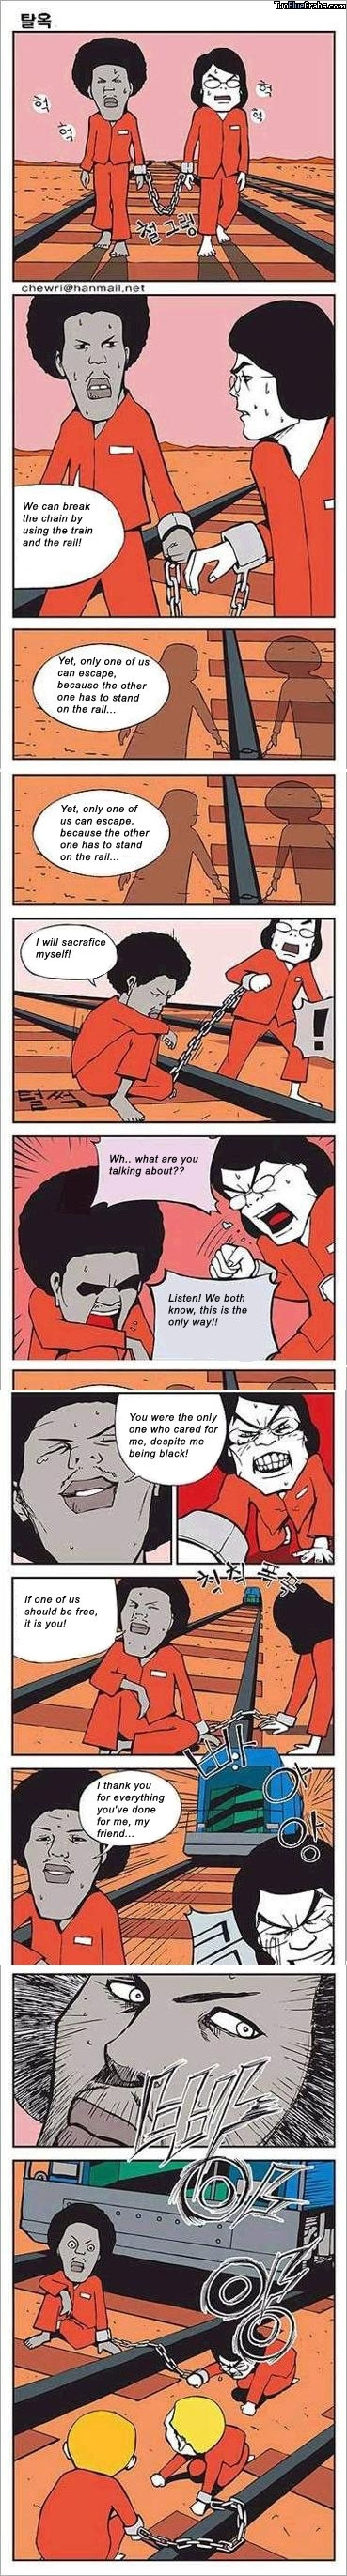 TwoBlueGrabs.com
탈옥
헉
헉
헉
헉
철그렁
chewri@hanmail.net
We can break
the chain by
using the train
and the rail!
Yet, only one of us
can escape,
because the other
one has to stand
on the rail...
Yet, only one of
us can escape,
because the other
one has to stand
on the rail...
I will sacrafice
myself!
!
털썩
Wh.. what are you
talking about??
Listen! We both
know, this is the
only way!!
You were the only
one who cared for
me, despite me
being black!
칙칙폭폭
If one of us
should be free,
it is you!
빠아앙
I thank you
for everything
you've done
for me, my
friend...